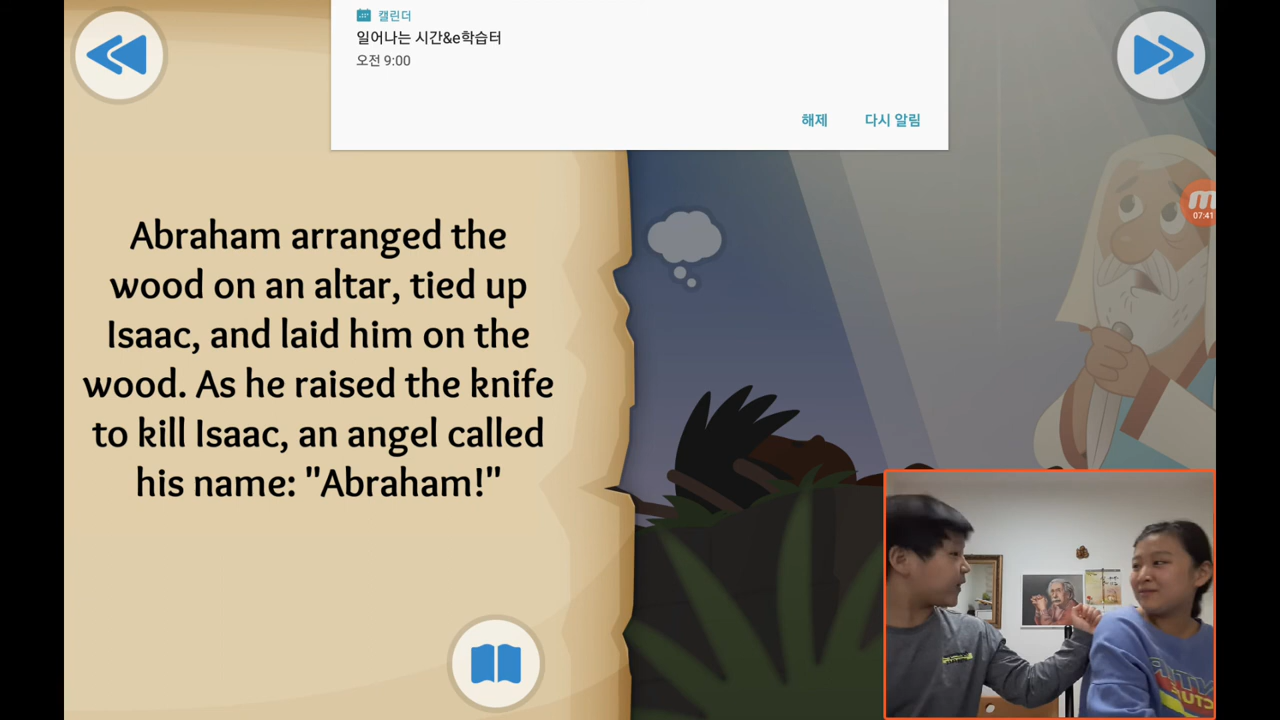 캘린더
일어나는 시간&e학습터
오전 9:00
해제 다시 알림
07:41
Abraham arranged the
wood on an altar, tied up
Isaac, and laid him on the
wood. As he raised the knife
to kill Isaac, an angel called
his name: "Abraham!"